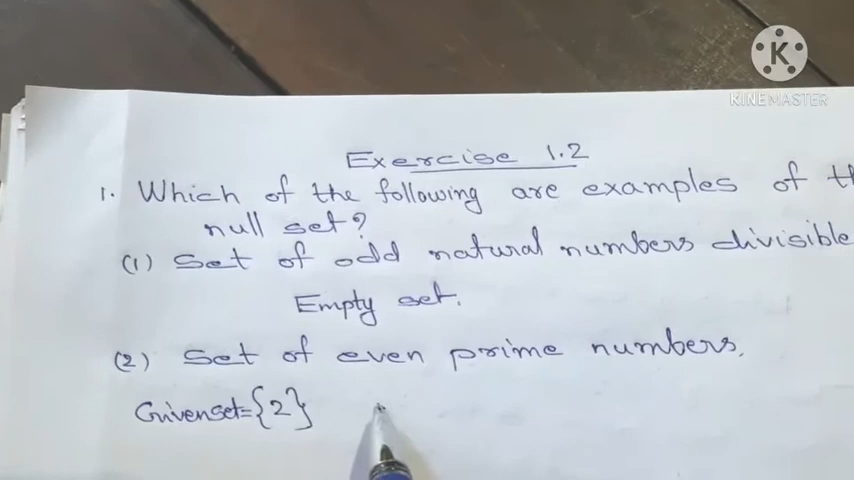 K
KINEMASTER
Exercise 1.2
1. Which of the following are examples of
null set?
(1) Set of odd natural numbers divisible
Empty set.
(2) Set of even prime numbers.
Givenset={2}